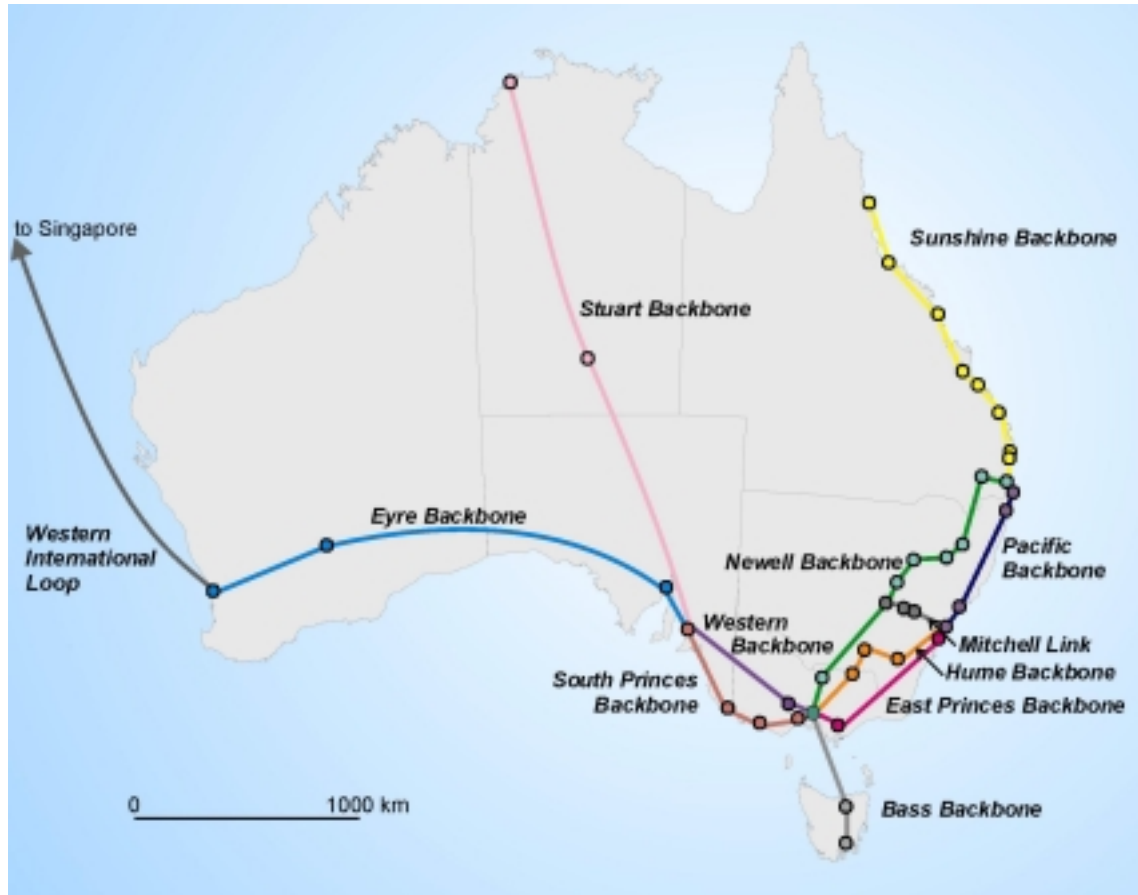 to Singapore
Sunshine Backbone
Stuart Backbone
Eyre Backbone
Western
International
Loop
Newell Backbone
Pacific
Backbone
Western
Backbone
Mitchell Link
Hume Backbone
South Princes
Backbone
East Princes Backbone
0 1000 km
Bass Backbone